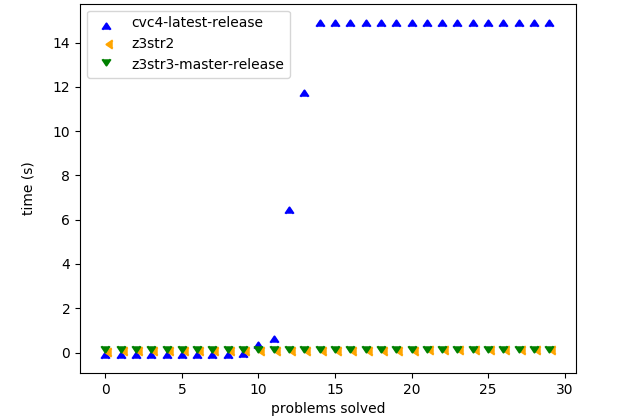 cvc4-latest-release
z3str2
z3str3-master-release
14
12
10
8
6
4
2
0
time (s)
0 5 10 15 20 25 30
problems solved